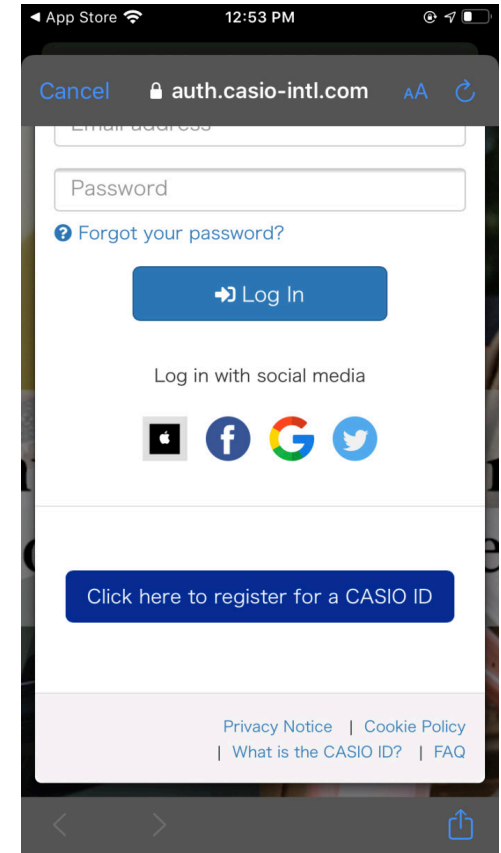 App Store 12:53 PM
Cancel auth.casio-intl.com AA
Email address
Password
Forgot your password?
Log In
Log in with social media
Click here to register for a CASIO ID
Privacy Notice | Cookie Policy
| What is the CASIO ID? | FAQ